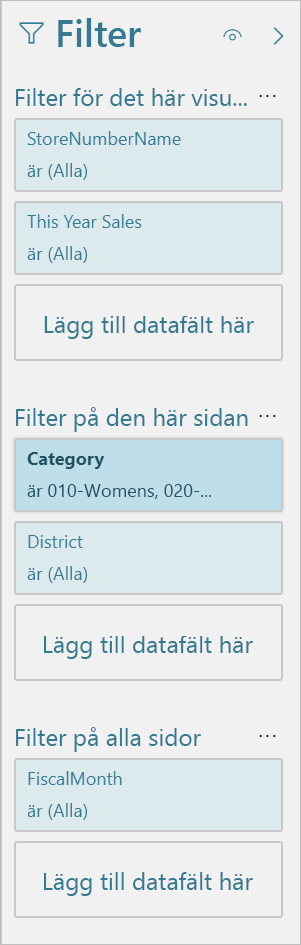 Filter
Filter för det här visu...
StoreNumberName
är (Alla)
This Year Sales
är (Alla)
Lägg till datafält här
Filter på den här sidan
Category
är 010-Womens, 020-...
District
är (Alla)
Lägg till datafält här
Filter på alla sidor
FiscalMonth
är (Alla)
Lägg till datafält här